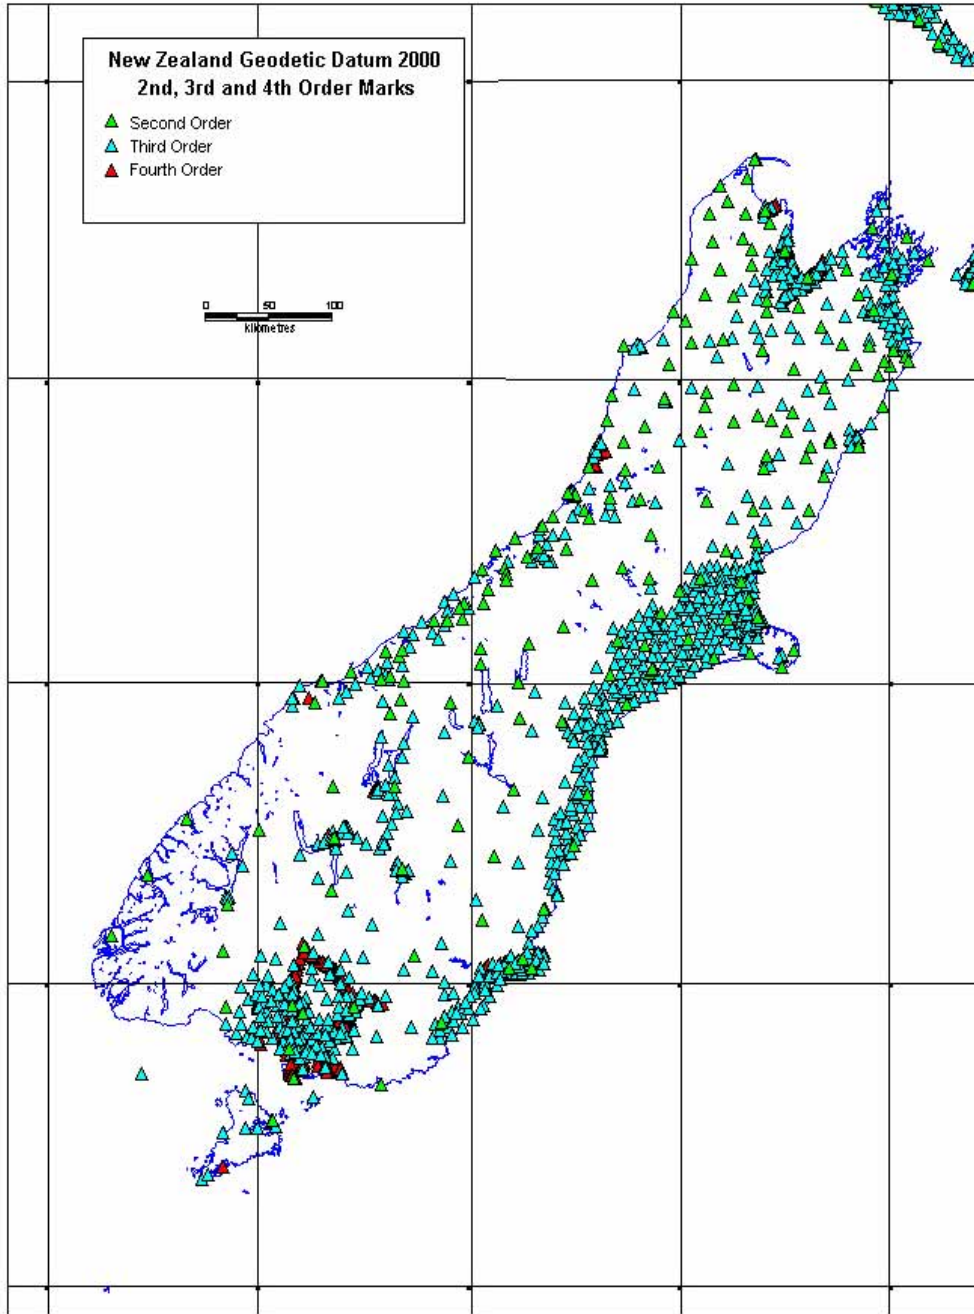 New Zealand Geodetic Datum 2000
2nd, 3rd and 4th Order Marks
Second Order
Third Order
Fourth Order
0 50 100
kilometres